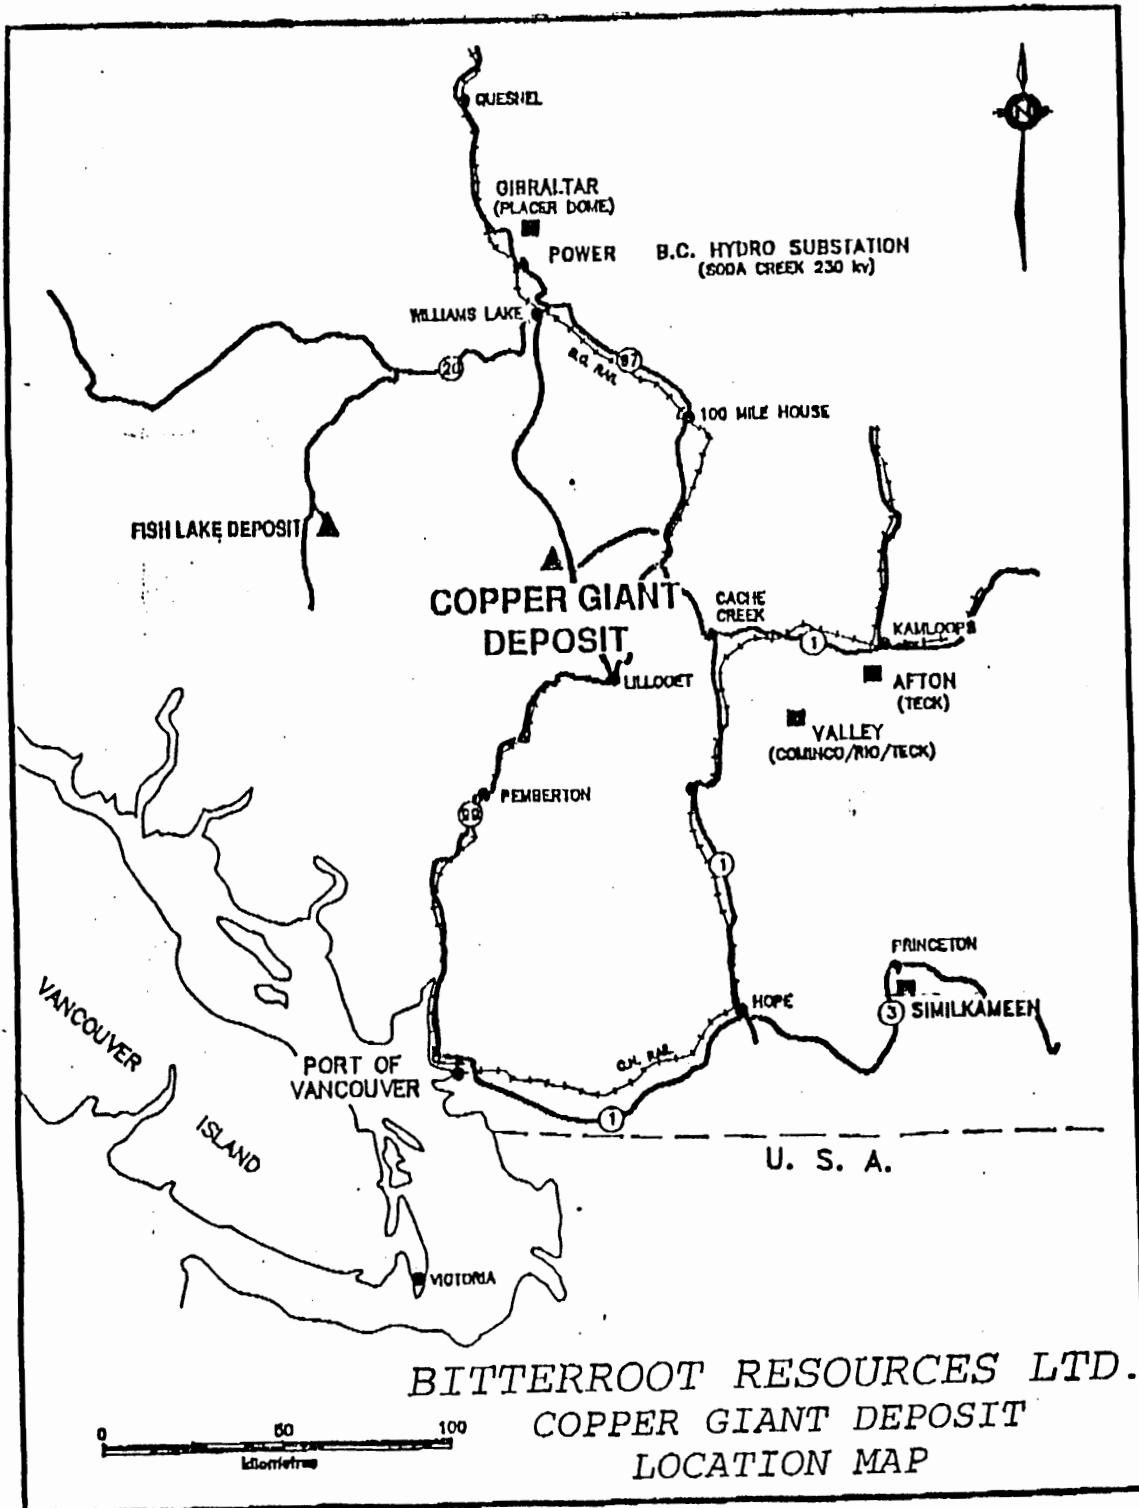 QUESNEL
N
GIBRALTAR
(PLACER DOME)
POWER
B.C. HYDRO SUBSTATION
(SODA CREEK 230 kv)
WILLIAMS LAKE
20
B.C. RAIL
97
100 MILE HOUSE
FISH LAKE DEPOSIT
COPPER GIANT
DEPOSIT
CACHE
CREEK
1
KAMLOOPS
LILLOOET
AFTON
(TECK)
VALLEY
(COMINCO/RIO/TECK)
PEMBERTON
99
1
PRINCETON
VANCOUVER
HOPE
3
SIMILKAMEEN
PORT OF
VANCOUVER
RAIL
1
ISLAND
U. S. A.
VICTORIA
BITTERROOT RESOURCES LTD.
COPPER GIANT DEPOSIT
LOCATION MAP
0
50
100
kilometres